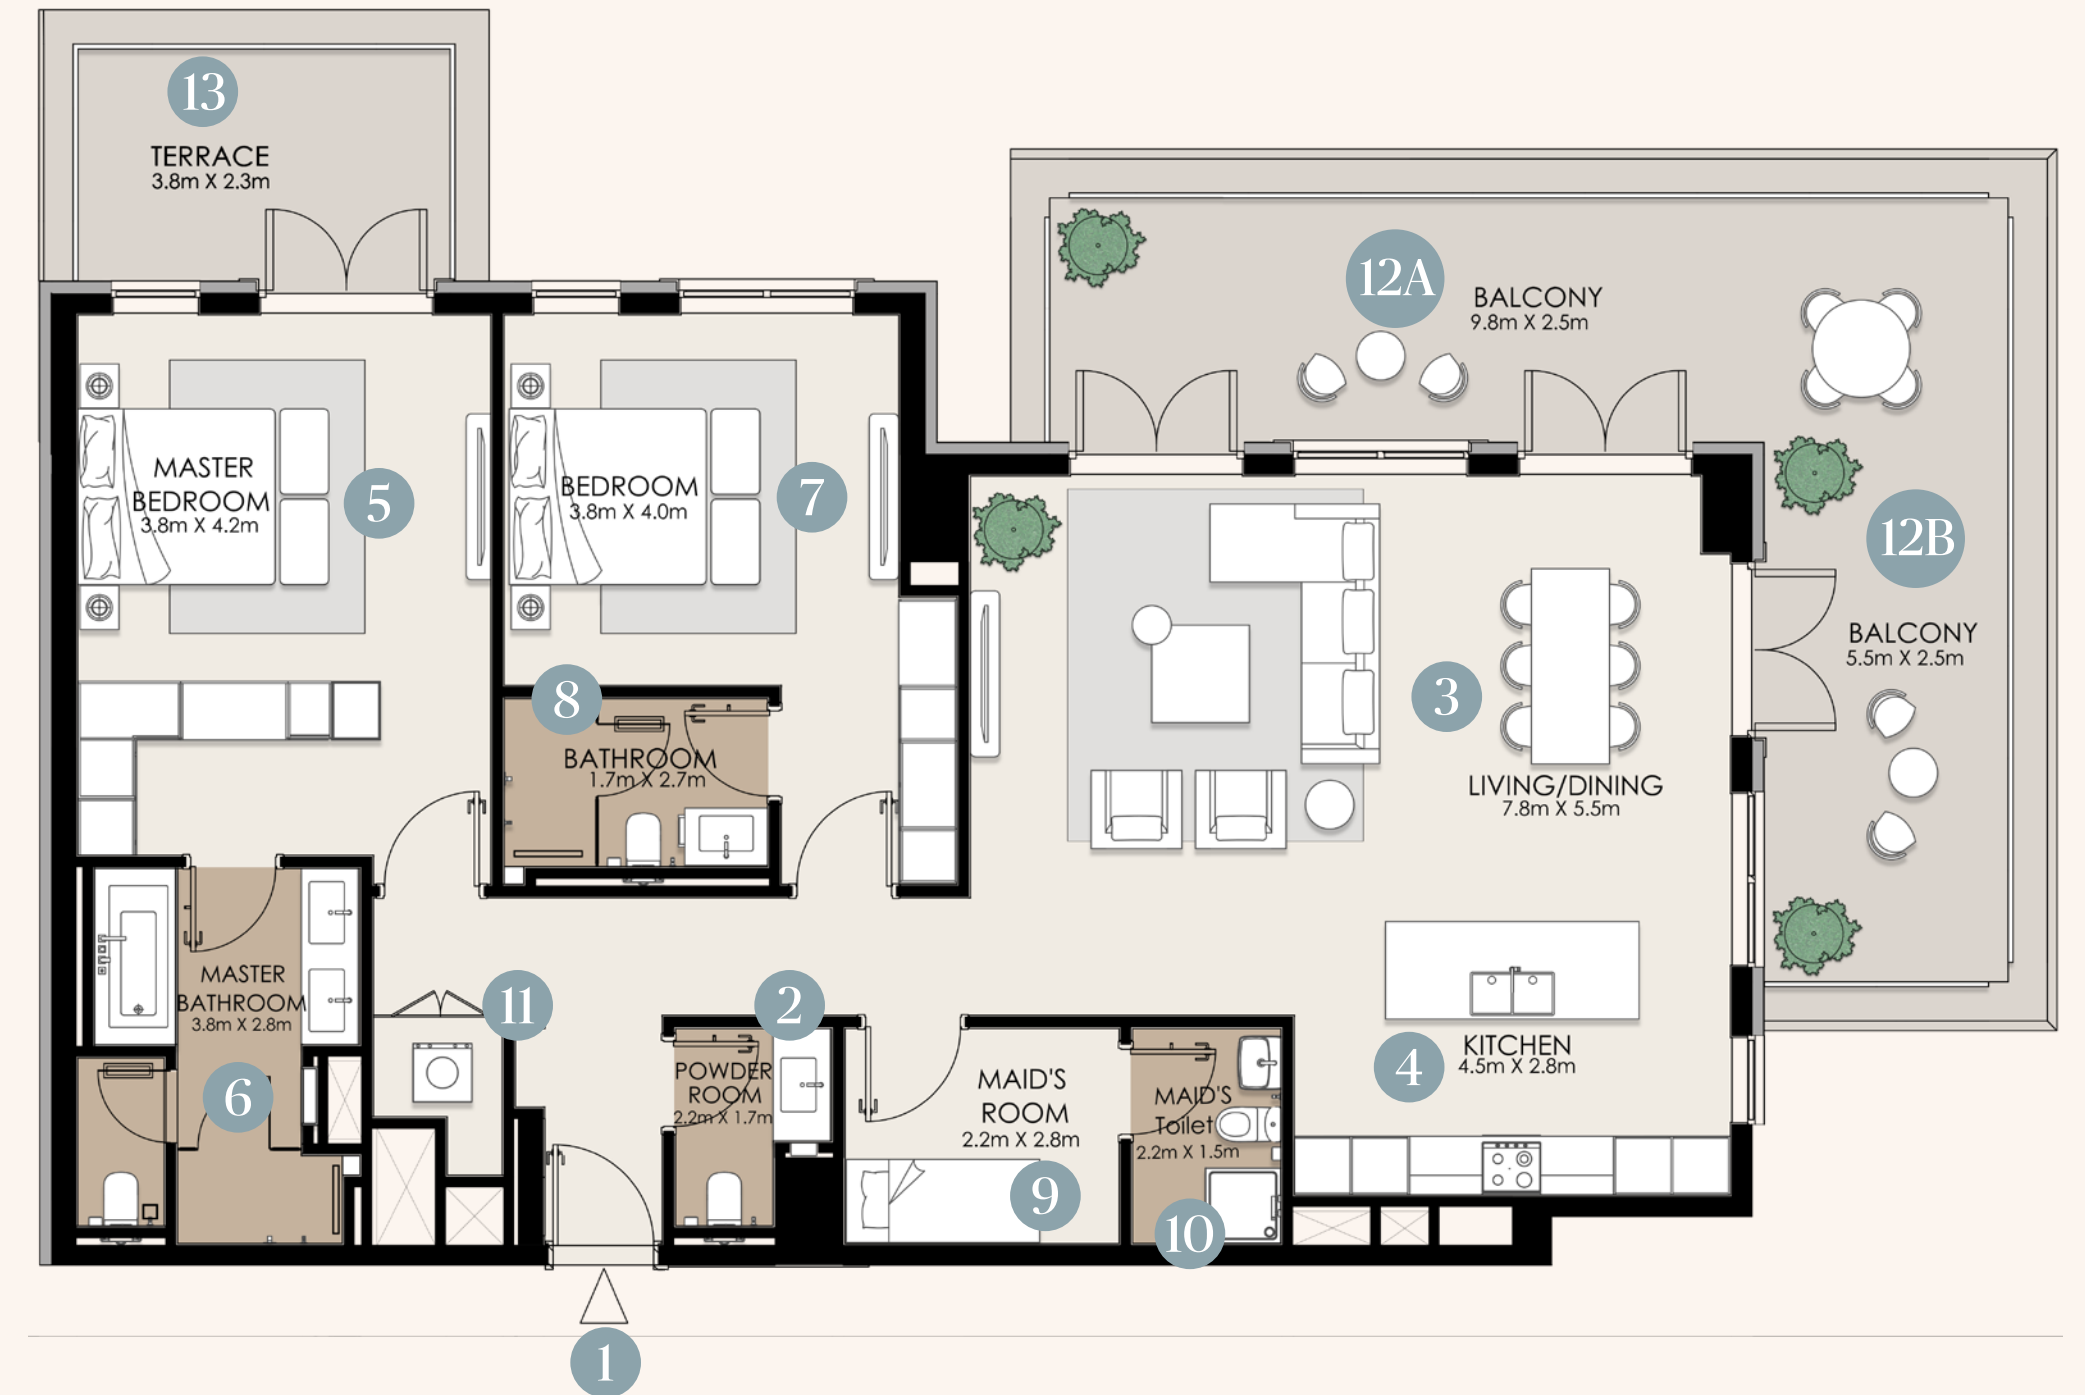 13
TERRACE
3.8m X 2.3m
12A
BALCONY
9.8m X 2.5m
MASTER
BEDROOM
3.8m X 4.2m
5
BEDROOM
3.8m X 4.0m
7
12B
BALCONY
5.5m X 2.5m
3
LIVING/DINING
7.8m X 5.5m
8
BATHROOM
1.7m X 2.7m
MASTER
BATHROOM
3.8m X 2.8m
6
11
2
POWDER
ROOM
2.2m X 1.7m
MAID'S
ROOM
2.2m X 2.8m
9
MAID'S
Toilet
2.2m X 1.5m
10
4
KITCHEN
4.5m X 2.8m
1